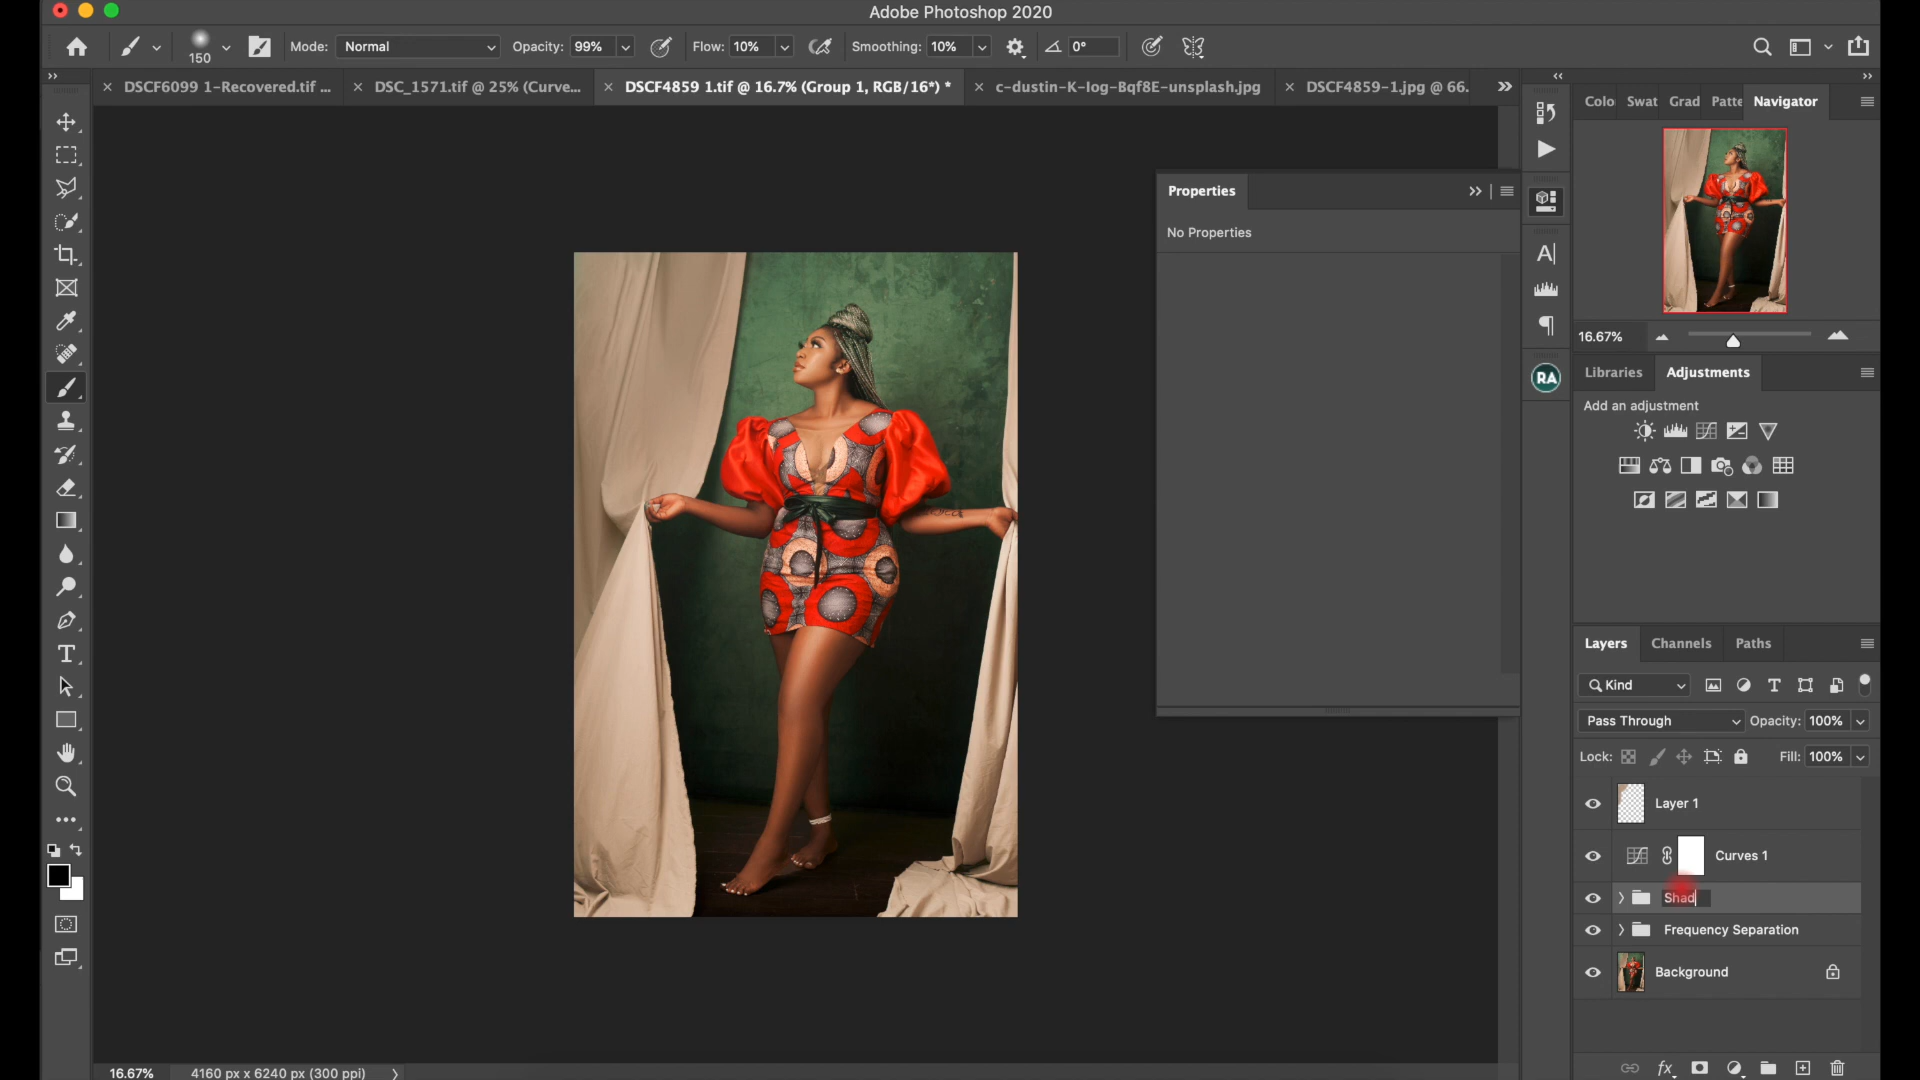 Adobe Photoshop 2020
150
Mode: Normal Opacity: 99% Flow: 10% Smoothing: 10% 0°
DSCF6099 1-Recovered.tif ... DSC_1571.tif @ 25% (Curve... DSCF4859 1.tif @ 16.7% (Group 1, RGB/16*) * c-dustin-K-Iog-Bqf8E-unsplash.jpg DSCF4859-1.jpg @ 66.
Colo Swat Grad Patte Navigator
Properties
No Properties
16.67%
RA
Libraries Adjustments
Add an adjustment
Layers Channels Paths
Kind
Pass Through Opacity: 100%
Lock: Fill: 100%
Layer 1
Curves 1
Shad
Frequency Separation
Background
fx
16.67% 4160 px x 6240 px (300 ppi)